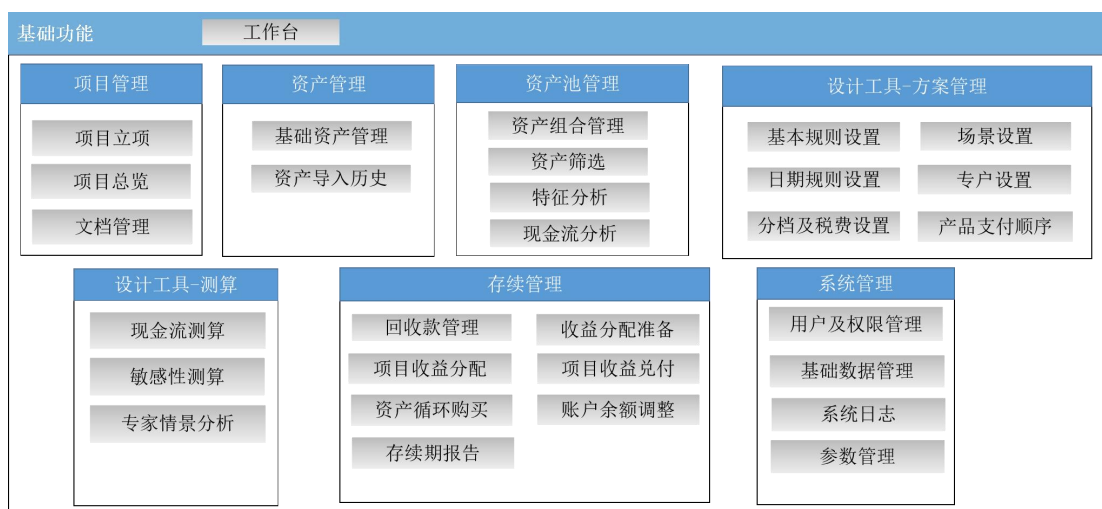 基础功能
工作台
项目管理
项目立项
项目总览
文档管理
资产管理
基础资产管理
资产导入历史
资产池管理
资产组合管理
资产筛选
特征分析
现金流分析
设计工具-方案管理
基本规则设置
场景设置
日期规则设置
专户设置
分档及税费设置
产品支付顺序
设计工具-测算
现金流测算
敏感性测算
专家情景分析
存续管理
回收款管理
收益分配准备
项目收益分配
项目收益兑付
资产循环购买
账户余额调整
存续期报告
系统管理
用户及权限管理
基础数据管理
系统日志
参数管理